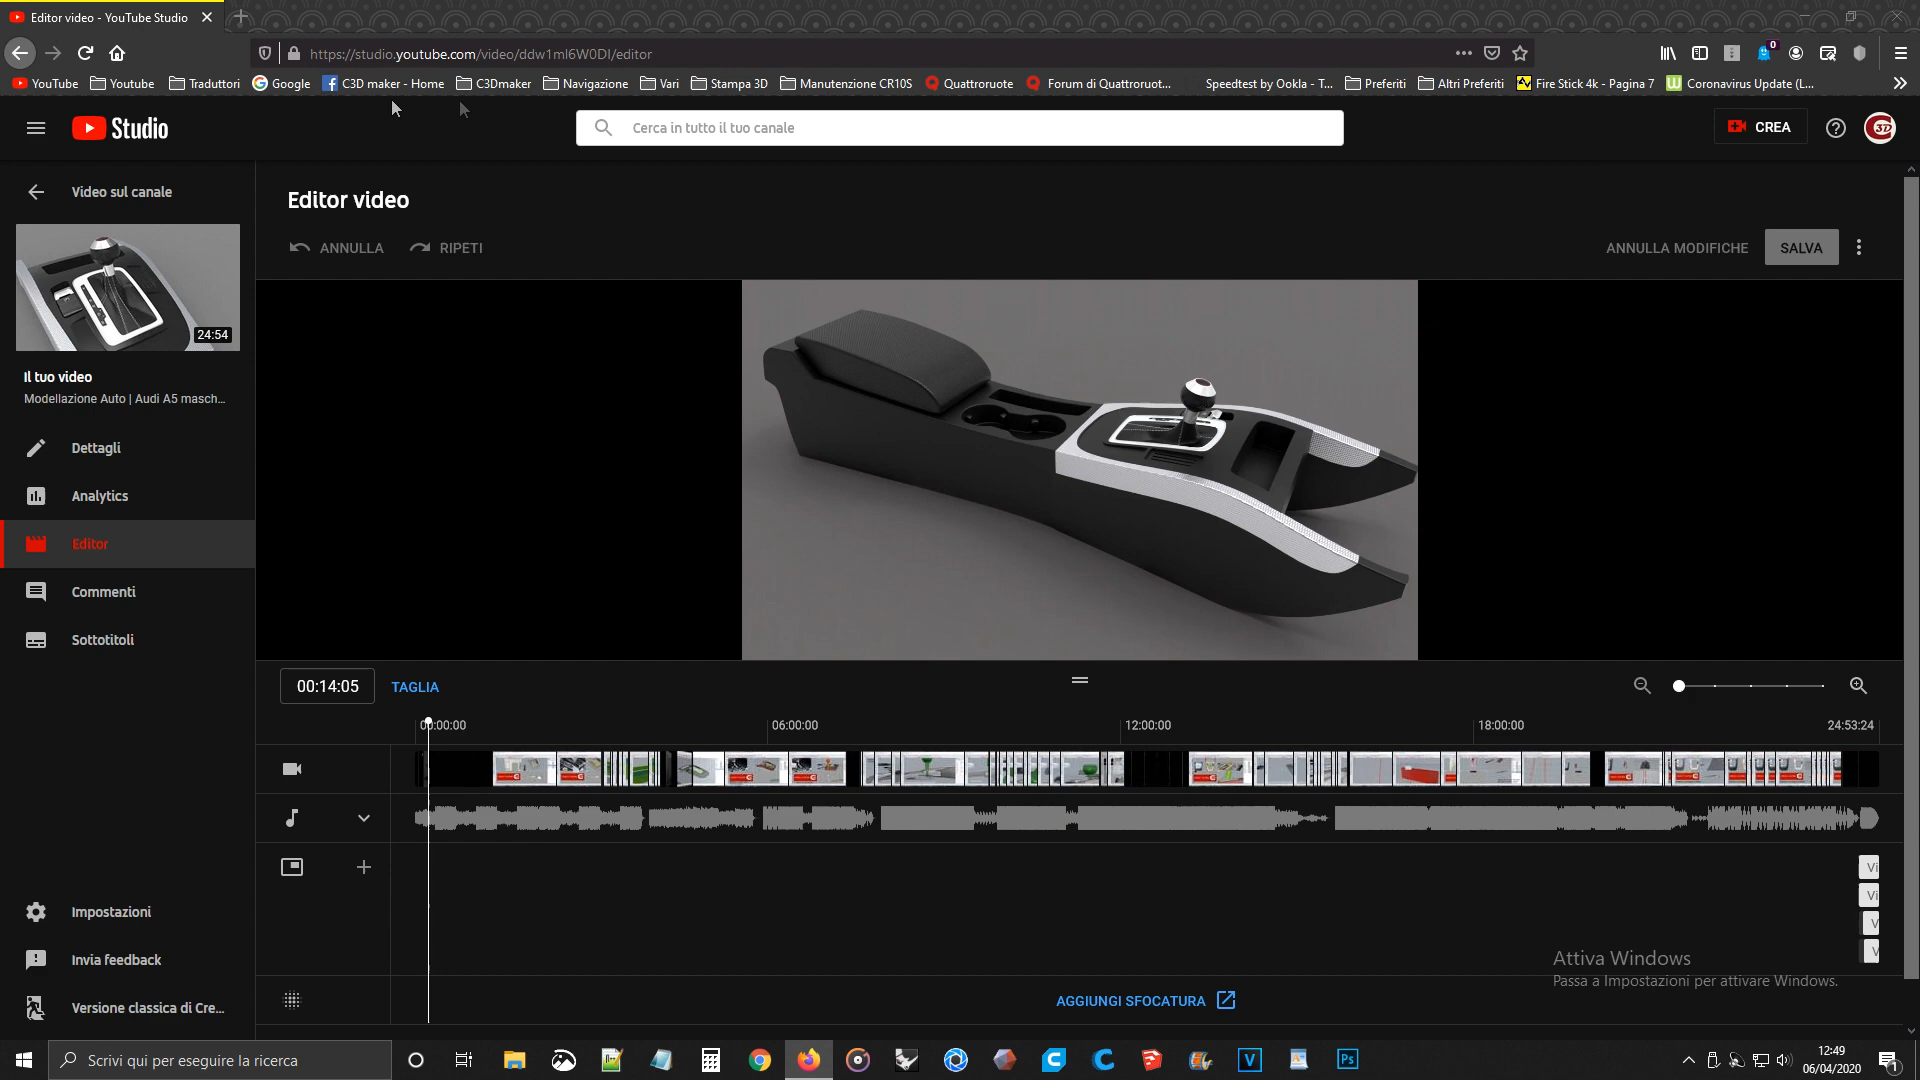 Editor video - YouTube Studio
https://studio.youtube.com/video/ddw1ml6W0DI/editor
0
YouTube Youtube Traduttori Google C3D maker - Home C3Dmaker Navigazione Vari Stampa 3D Manutenzione CR10S Quattroruote Forum di Quattroruot... Speedtest by Ookla - T... Preferiti Altri Preferiti Fire Stick 4k - Pagina 7 Coronavirus Update (L...
Studio
Cerca in tutto il tuo canale
CREA
Video sul canale
24:54
Il tuo video
Modellazione Auto | Audi A5 masch...
Dettagli
Analytics
Editor
Commenti
Sottotitoli
Impostazioni
Invia feedback
Versione classica di Cre...
Editor video
ANNULLA RIPETI
ANNULLA MODIFICHE SALVA
00:14:05 TAGLIA
00:00:00 06:00:00 12:00:00 18:00:00 24:53:24
Vi
Vi
V
V
AGGIUNGI SFOCATURA
Attiva Windows
Passa a Impostazioni per attivare Windows.
Scrivi qui per eseguire la ricerca
Ps
12:49
06/04/2020
1